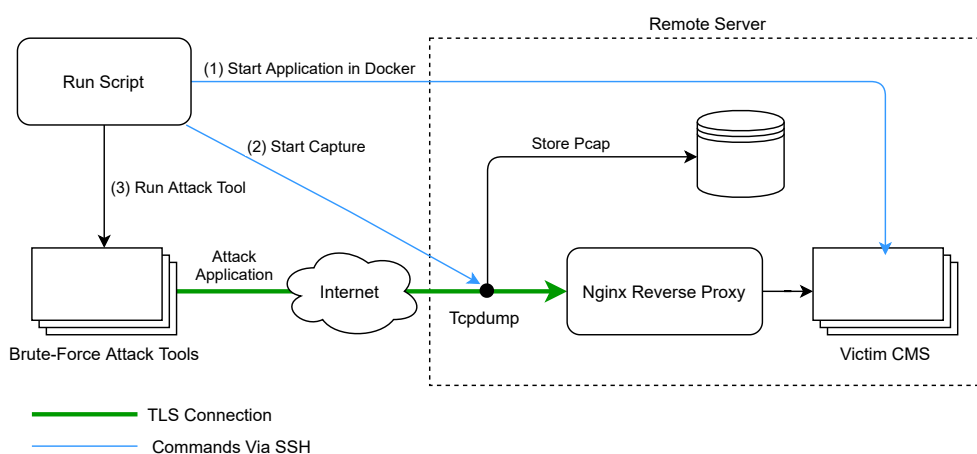 Remote Server
Run Script
(1) Start Application in Docker
(2) Start Capture
Store Pcap
(3) Run Attack Tool
Attack
Application
Internet
Nginx Reverse Proxy
Tcpdump
Brute-Force Attack Tools
Victim CMS
TLS Connection
Commands Via SSH